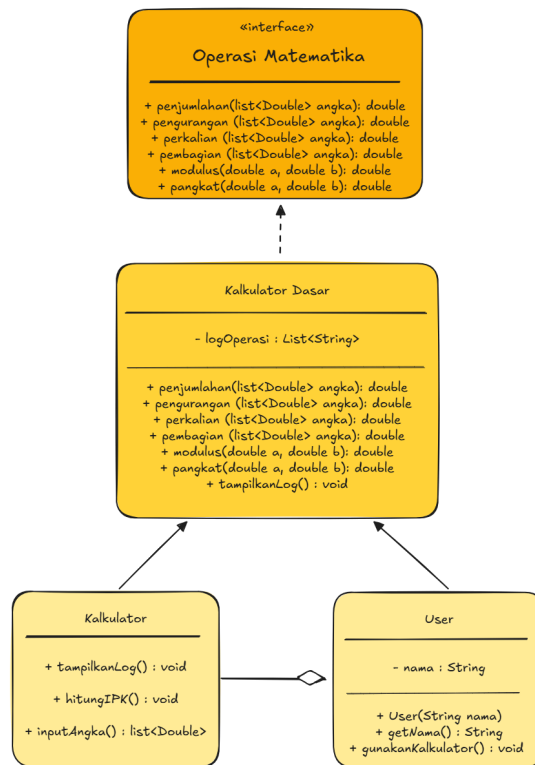 «interface»
Operasi Matematika
+ penjumlahan(list<Double> angka): double
+ pengurangan (list<Double> angka): double
+ perkalian (list<Double> angka): double
+ pembagian (list<Double> angka): double
+ modulus(double a, double b): double
+ pangkat(double a, double b): double
Kalkulator Dasar
- logOperasi : List<String>
+ penjumlahan(list<Double> angka): double
+ pengurangan (list<Double> angka): double
+ perkalian (list<Double> angka): double
+ pembagian (list<Double> angka): double
+ modulus(double a, double b): double
+ pangkat(double a, double b): double
+ tampilkanLog() : void
Kalkulator
+ tampilkanLog() : void
+ hitungIPK() : void
+ inputAngka() : list<Double>
User
- nama : String
+ User(String nama)
+ getNama() : String
+ gunakanKalkulator() : void